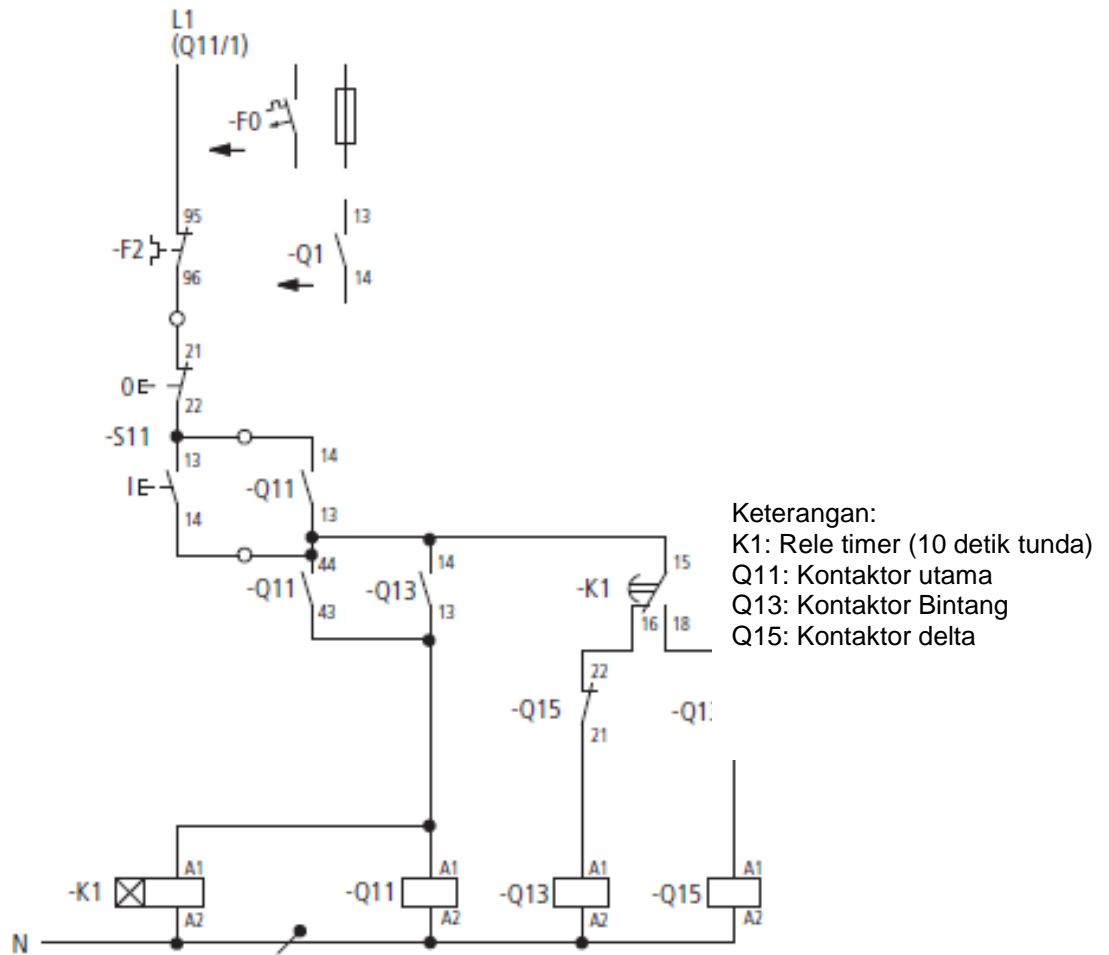 L1
(Q11/1)
-F0
95
-F2
96
13
-Q1
14
21
0
22
-S11
13
I
14
14
-Q11
13
44
-Q11
43
14
-Q13
13
15
-K1
16 18
22
-Q15
21
-Q1
Keterangan:
K1: Rele timer (10 detik tunda)
Q11: Kontaktor utama
Q13: Kontaktor Bintang
Q15: Kontaktor delta
-K1
A1
A2
-Q11
A1
A2
-Q13
A1
A2
-Q15
A1
A2
N